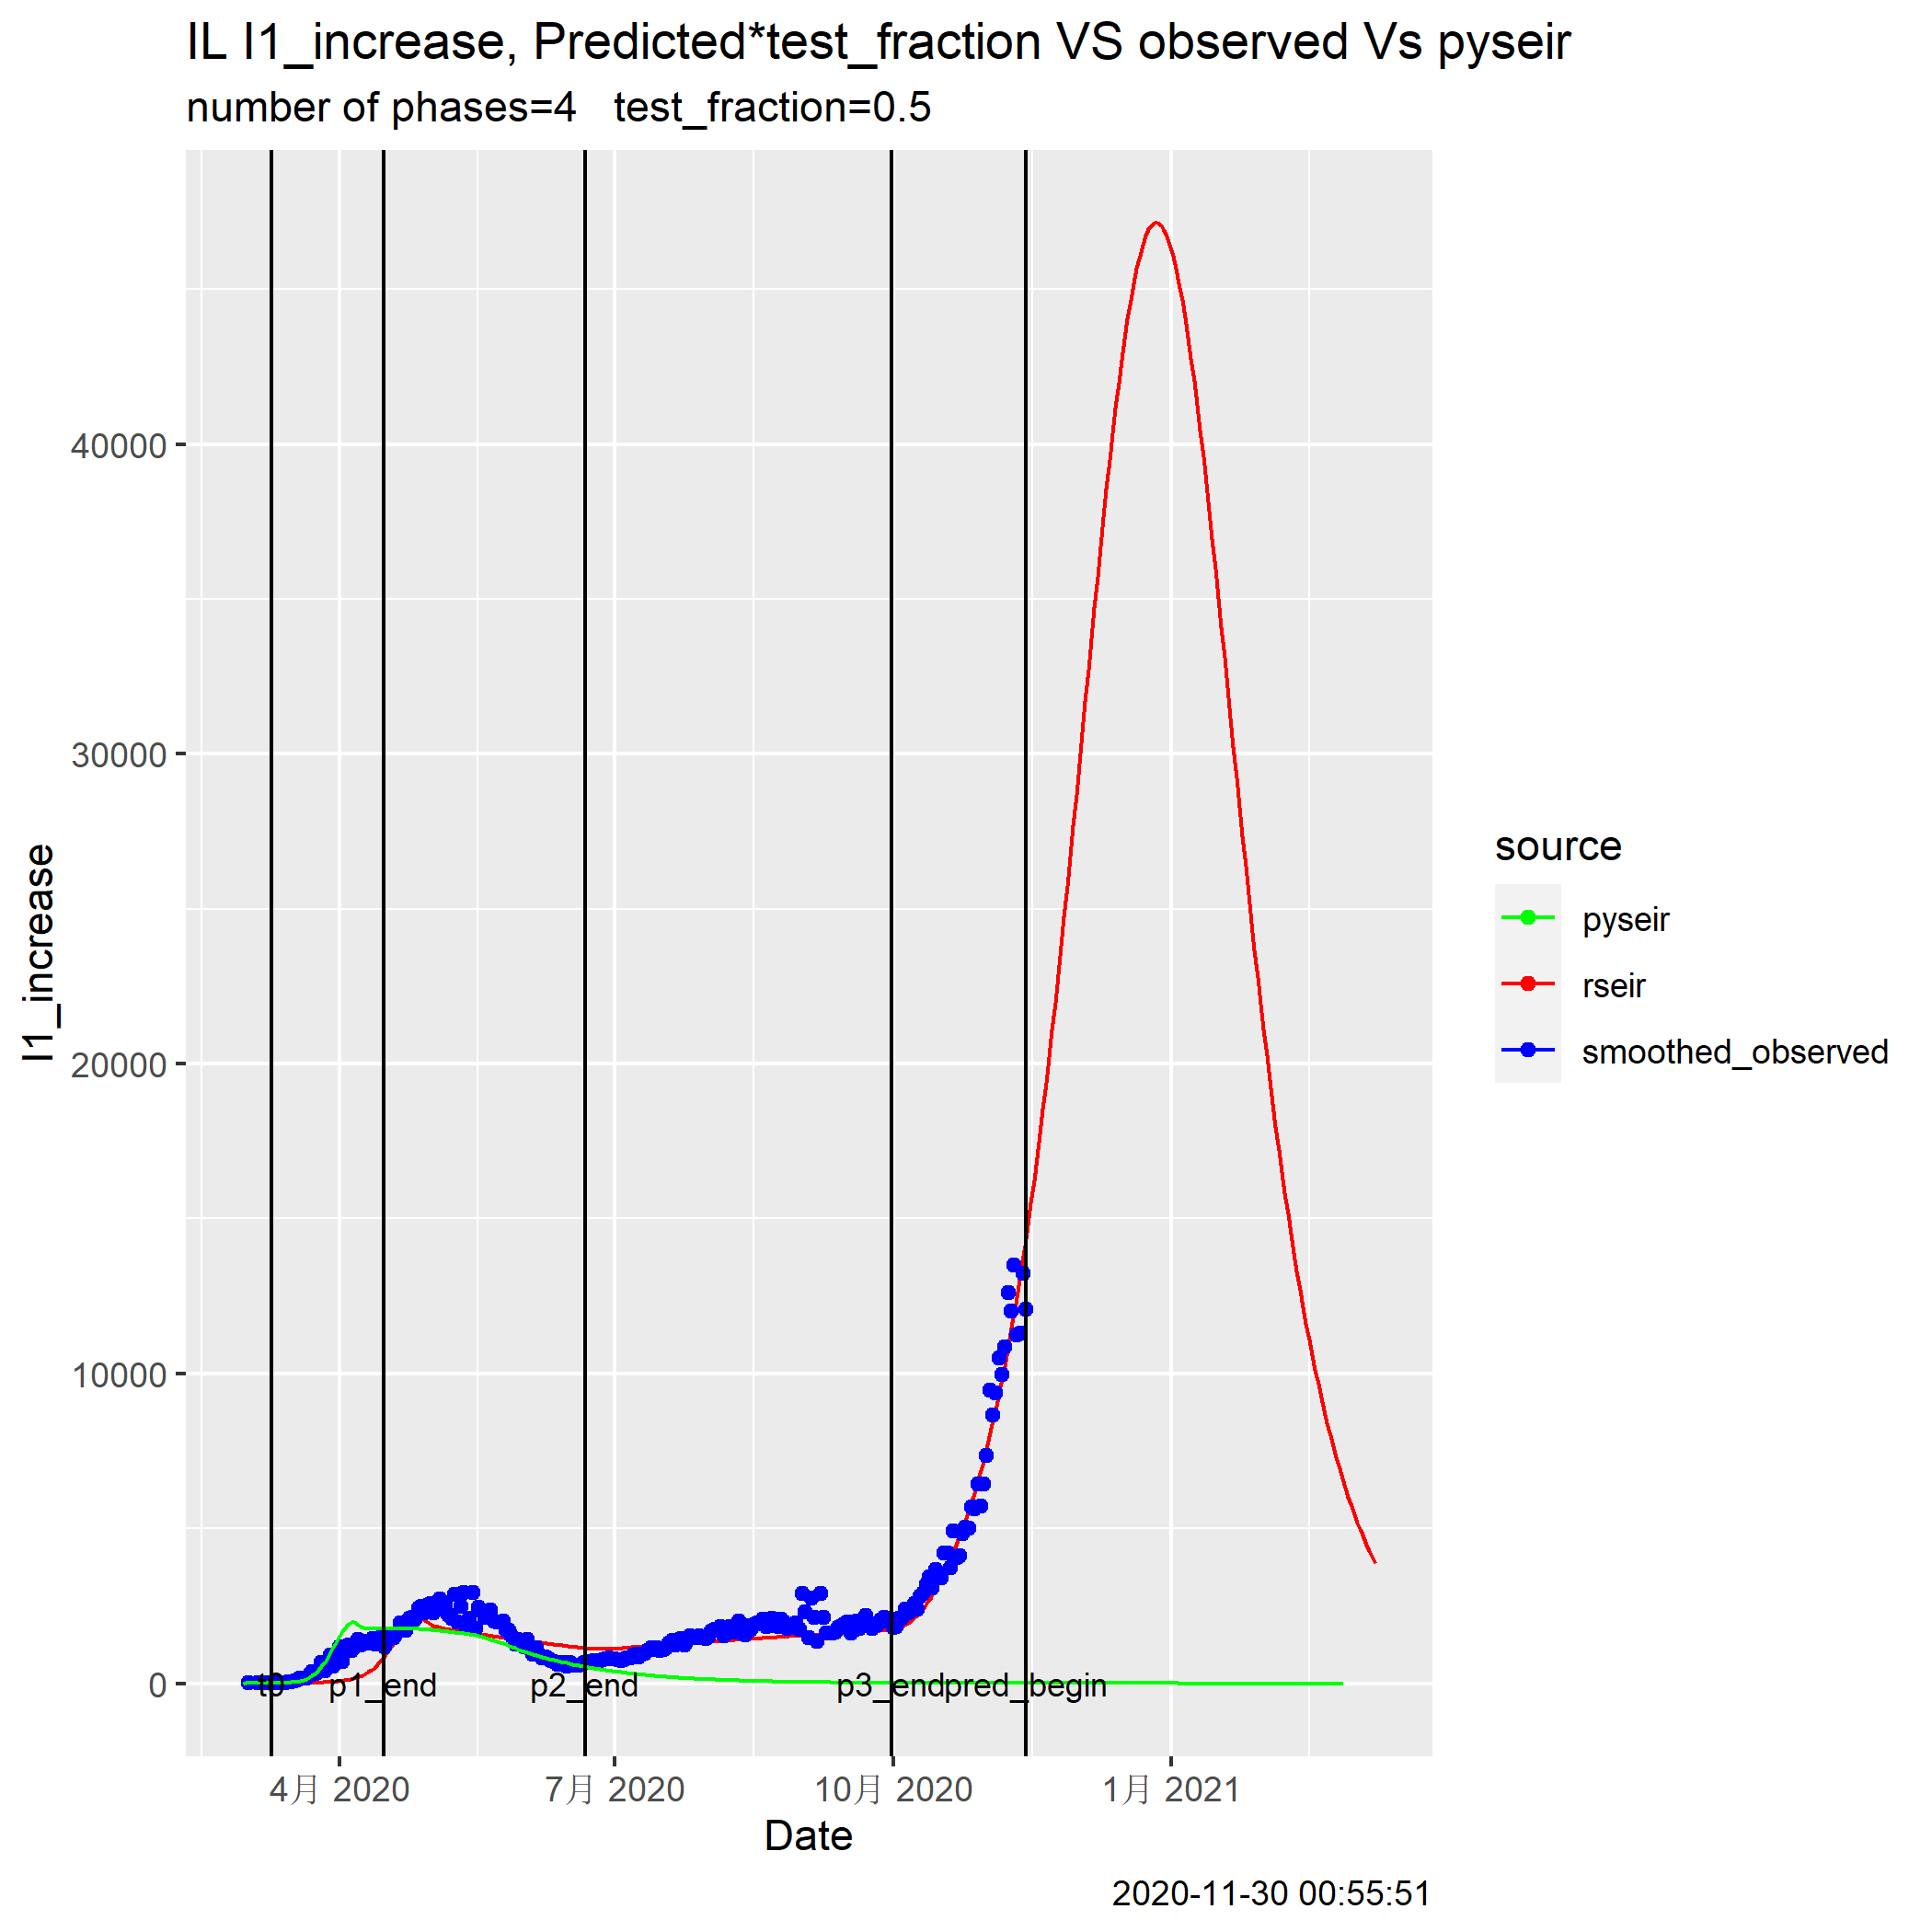 IL I1_increase, Predicted*test_fraction VS observed Vs pyseir
number of phases=4   test_fraction=0.5
I1_increase
40000
30000
20000
10000
0
t0
p1_end
p2_end
p3_end
pred_begin
4月 2020
7月 2020
10月 2020
1月 2021
Date
source
pyseir
rseir
smoothed_observed
2020-11-30 00:55:51